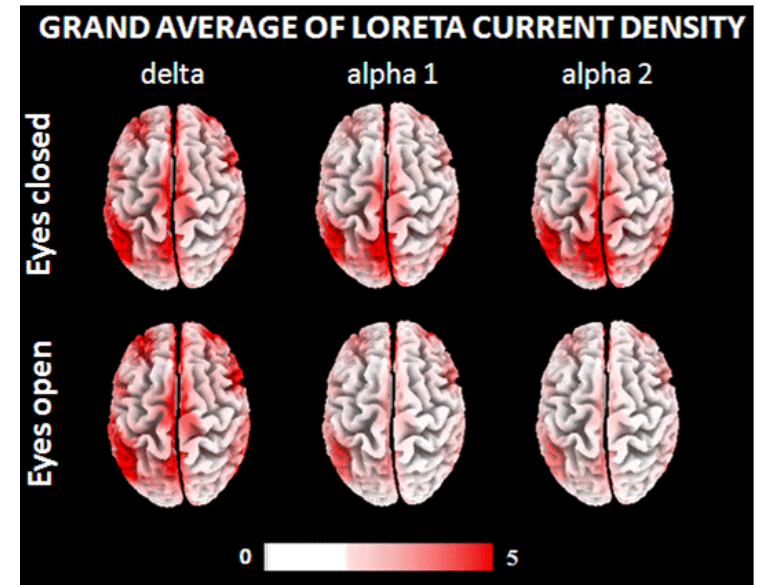 GRAND AVERAGE OF LORETA CURRENT DENSITY
delta alpha 1 alpha 2
Eyes closed
Eyes open
0 5